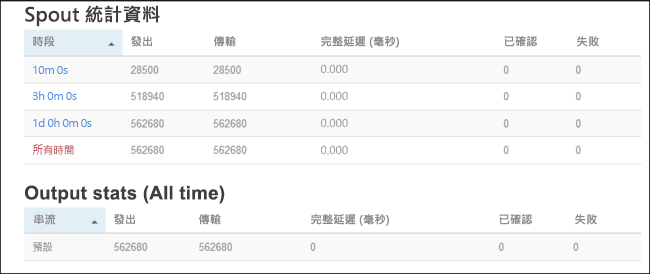 Spout 統計資料
時段 發出 傳輸 完整延遲 (毫秒) 已確認 失敗
10m 0s 28500 28500 0.000 0 0
3h 0m 0s 518940 518940 0.000 0 0
1d 0h 0m 0s 562680 562680 0.000 0 0
所有時間 562680 562680 0.000 0 0
Output stats (All time)
串流 發出 傳輸 完整延遲 (毫秒) 已確認 失敗
預設 562680 562680 0 0 0